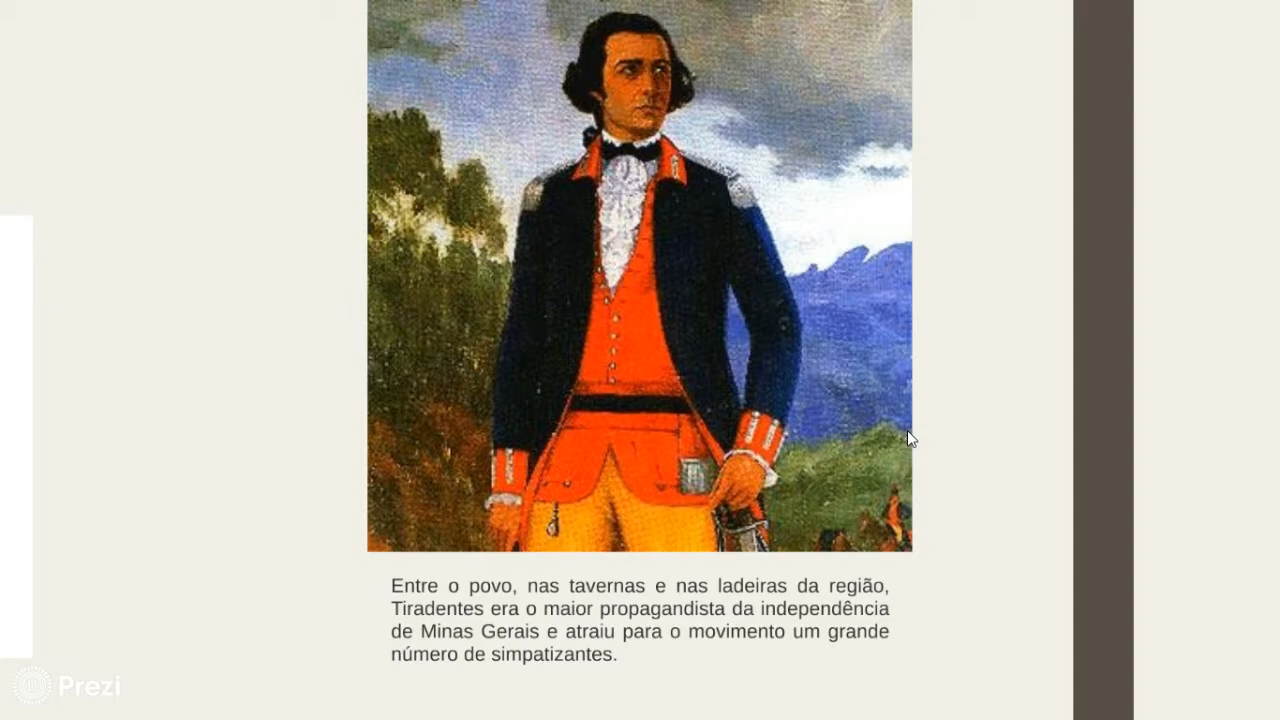 Entre o povo, nas tavernas e nas ladeiras da região,
Tiradentes era o maior propagandista da independência
de Minas Gerais e atraiu para o movimento um grande
número de simpatizantes.
Prezi